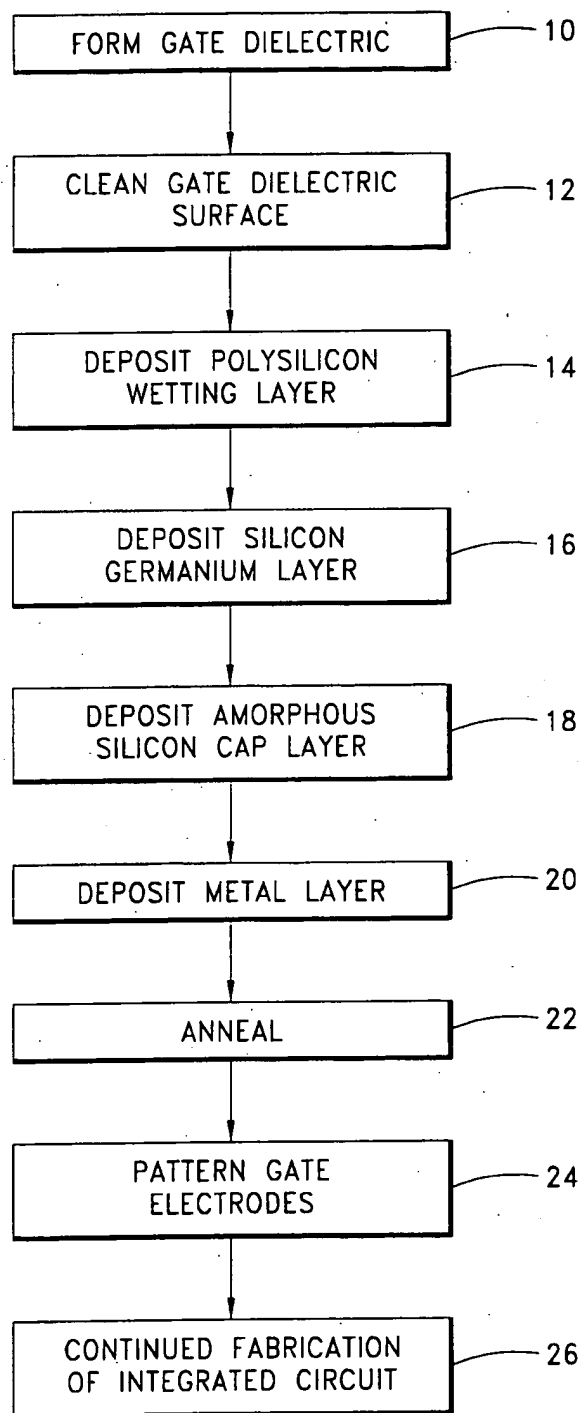 FORM GATE DIELECTRIC
10
CLEAN GATE DIELECTRIC
SURFACE
12
DEPOSIT POLYSILICON
WETTING LAYER
14
DEPOSIT SILICON
GERMANIUM LAYER
16
DEPOSIT AMORPHOUS
SILICON CAP LAYER
18
DEPOSIT METAL LAYER
20
ANNEAL
22
PATTERN GATE
ELECTRODES
24
CONTINUED FABRICATION
OF INTEGRATED CIRCUIT
26